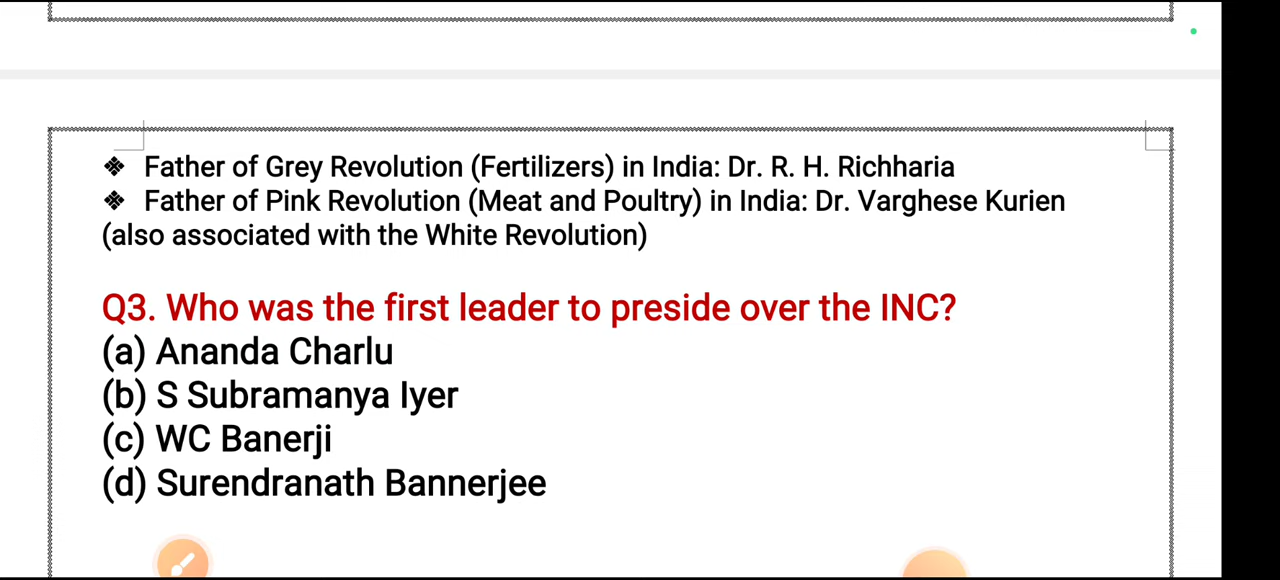 ❖ Father of Grey Revolution (Fertilizers) in India: Dr. R. H. Richharia
❖ Father of Pink Revolution (Meat and Poultry) in India: Dr. Varghese Kurien
(also associated with the White Revolution)
Q3. Who was the first leader to preside over the INC?
(a) Ananda Charlu
(b) S Subramanya Iyer
(c) WC Banerji
(d) Surendranath Bannerjee